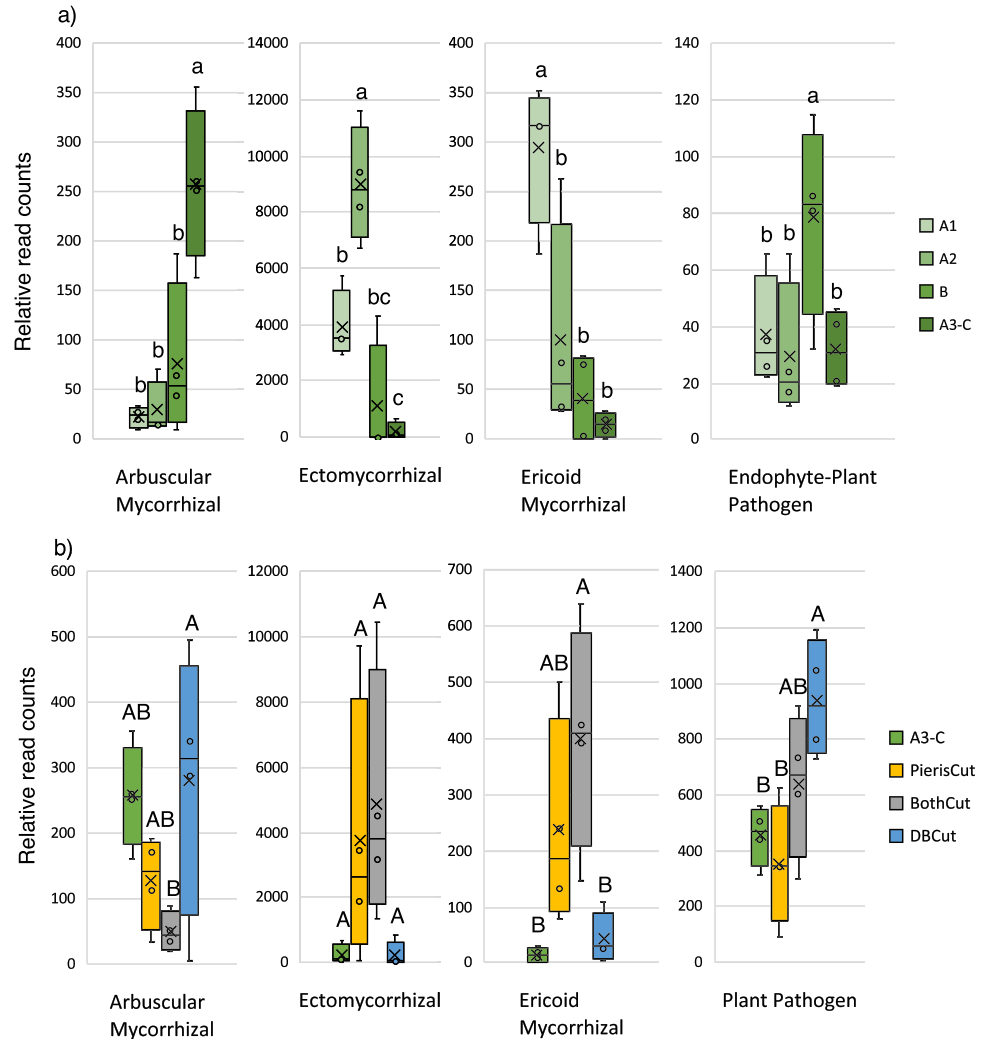 a)
Relative read counts
400
350
300
250
200
150
100
50
0
b
b
b
a
Arbuscular
Mycorrhizal
14000
12000
10000
8000
6000
4000
2000
0
b
a
bc
c
Ectomycorrhizal
400
350
300
250
200
150
100
50
0
a
b
b
b
Ericoid
Mycorrhizal
140
120
100
80
60
40
20
0
b
b
a
b
Endophyte-Plant
Pathogen
A1
A2
B
A3-C
b)
Relative read counts
600
500
400
300
200
100
0
AB
AB
B
A
Arbuscular
Mycorrhizal
12000
10000
8000
6000
4000
2000
0
A
A
A
A
Ectomycorrhizal
700
600
500
400
300
200
100
0
B
AB
A
B
Ericoid
Mycorrhizal
1400
1200
1000
800
600
400
200
0
B
B
AB
A
Plant Pathogen
A3-C
PierisCut
BothCut
DBCut